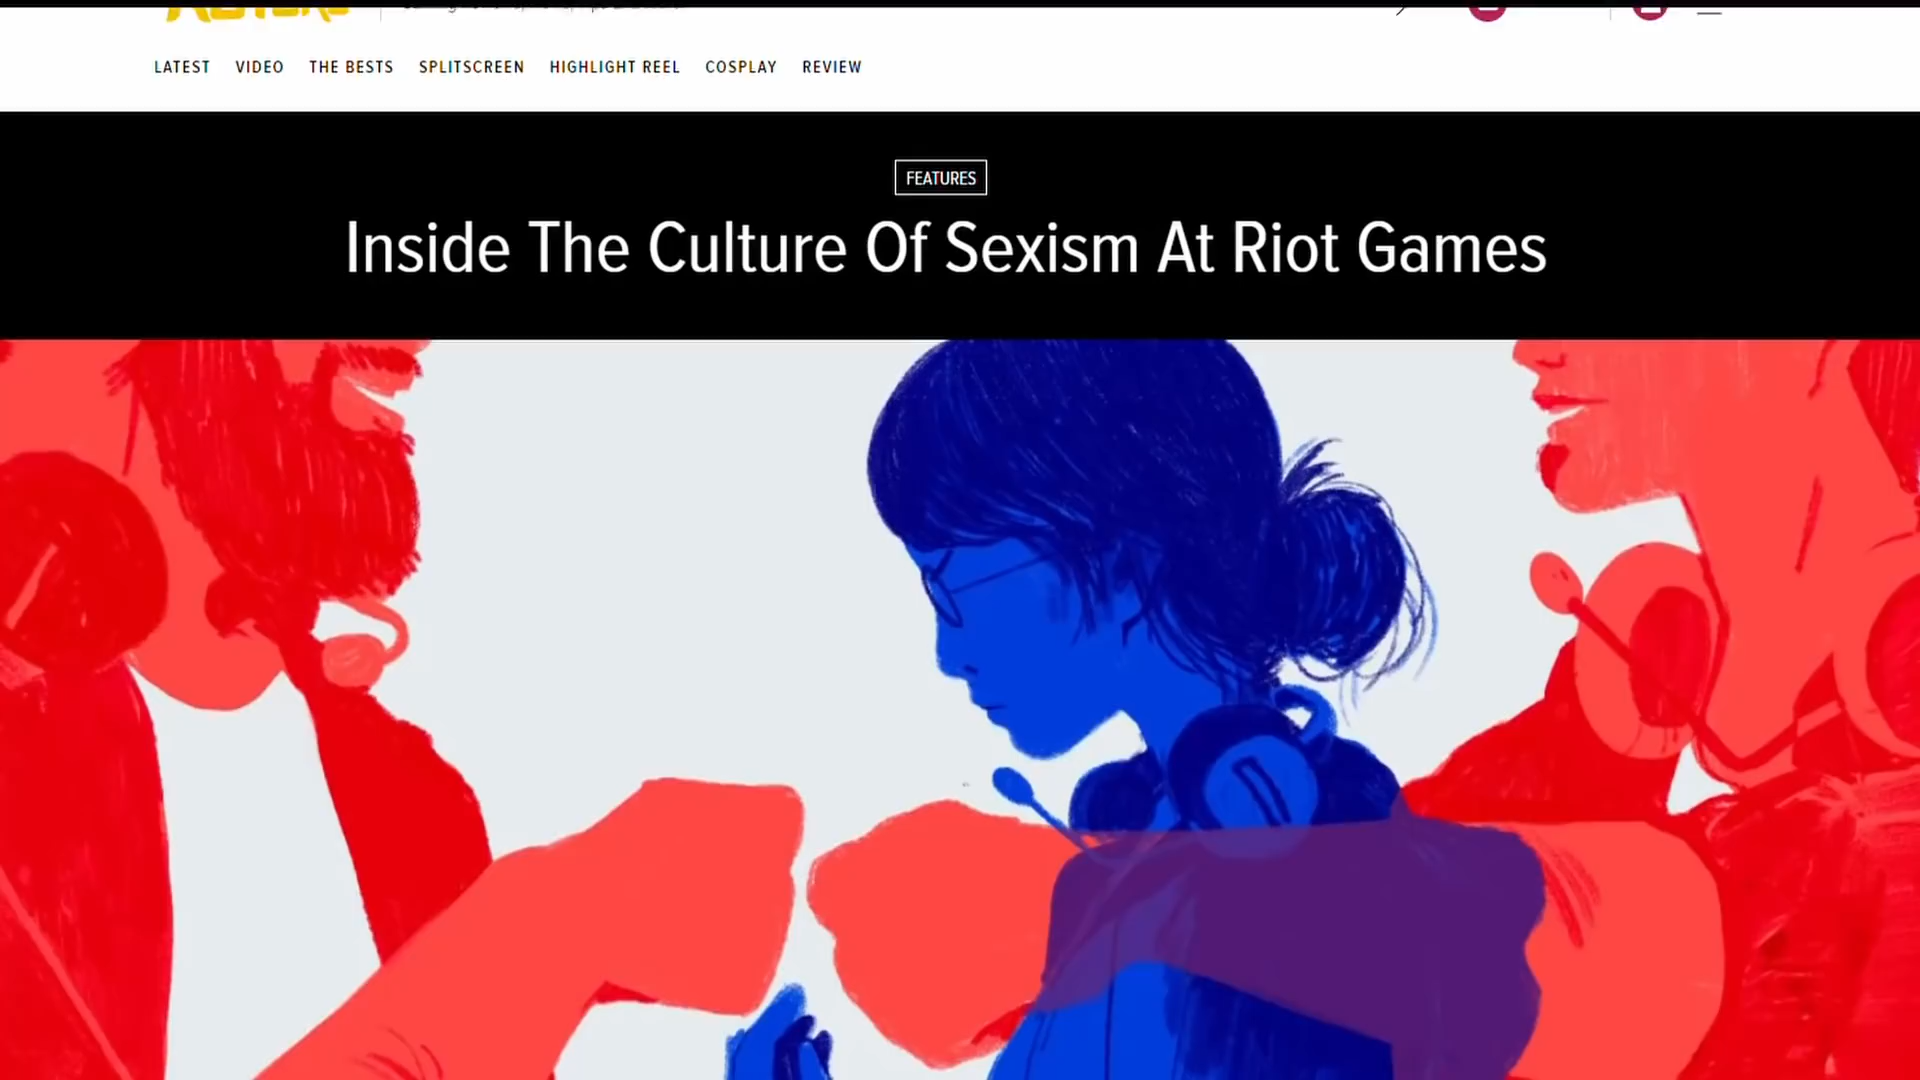 LATEST VIDEO THE BESTS SPLITSCREEN HIGHLIGHT REEL COSPLAY REVIEW
FEATURES
Inside The Culture Of Sexism At Riot Games